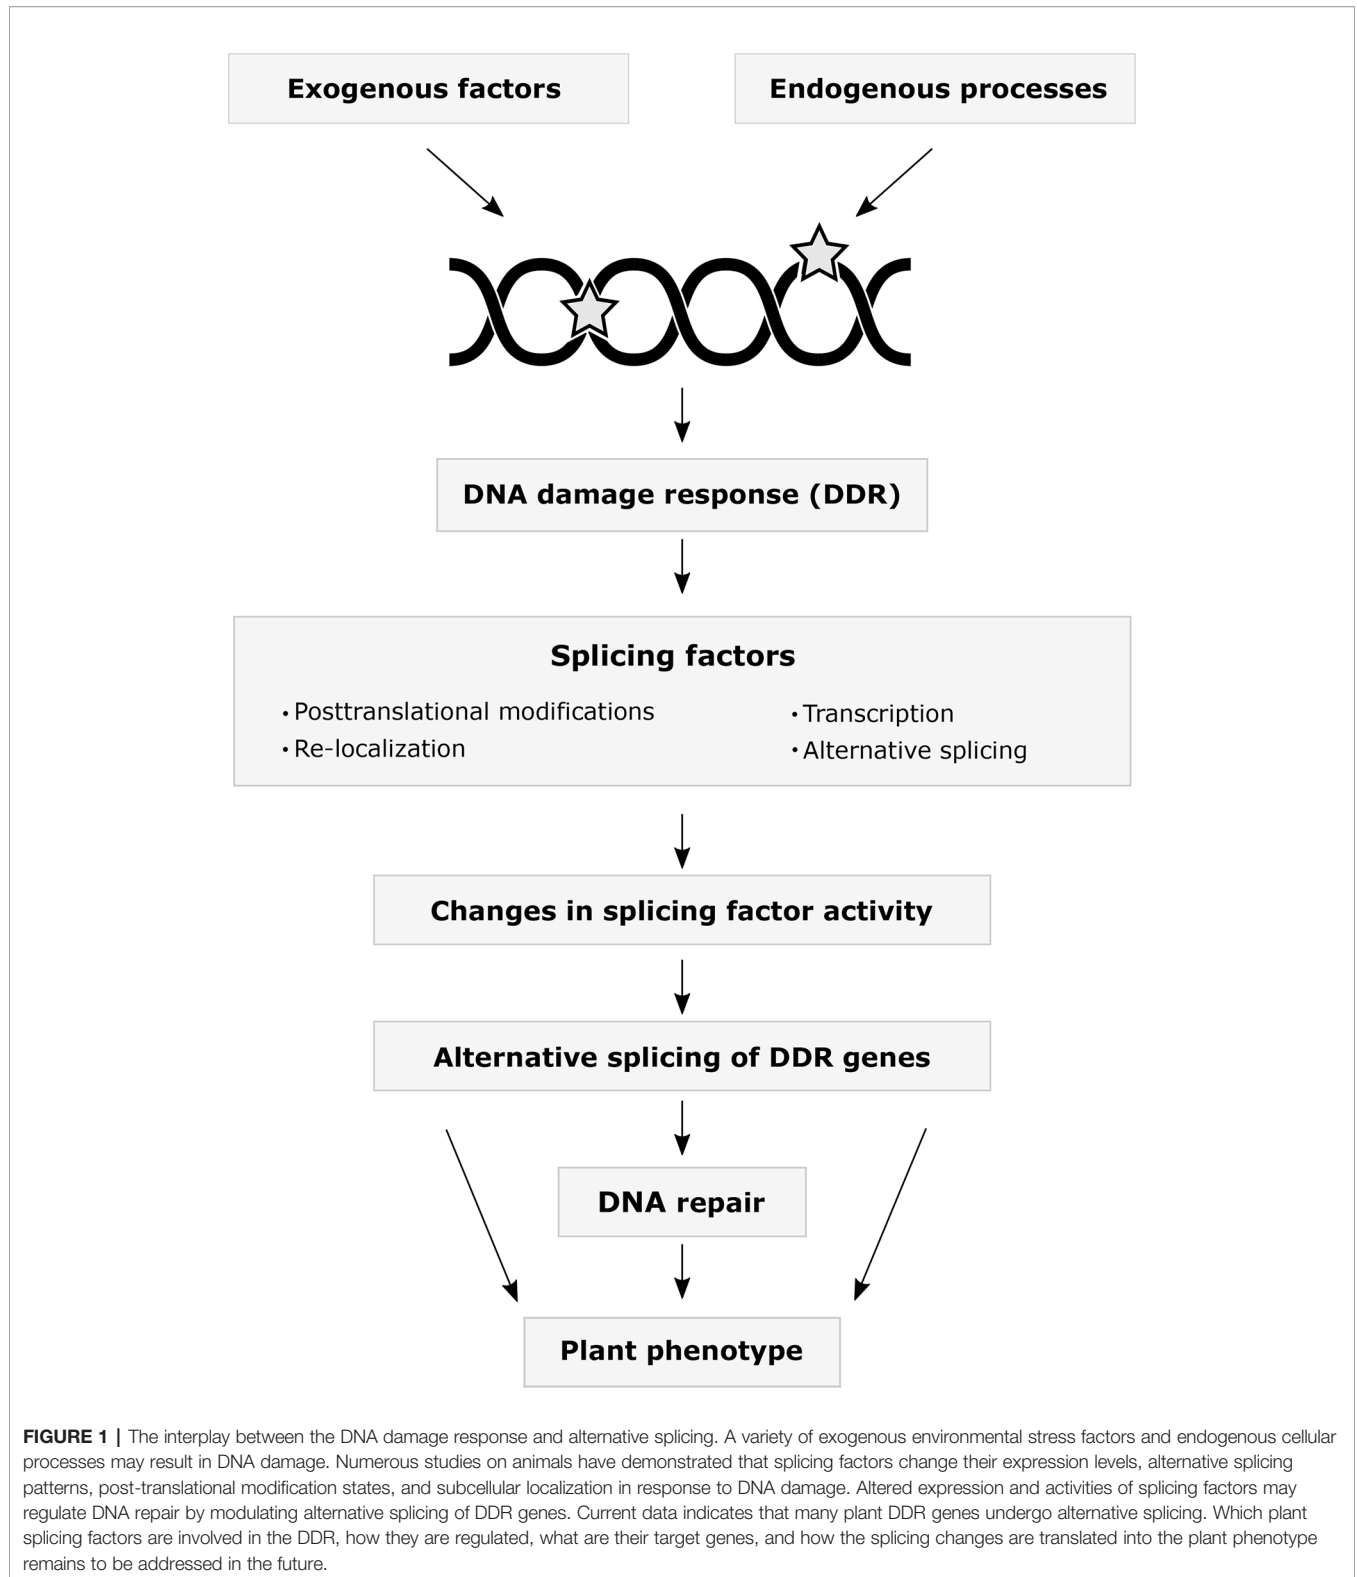 Exogenous factors
Endogenous processes
DNA damage response (DDR)
Splicing factors
• Posttranslational modifications
• Re-localization
• Transcription
• Alternative splicing
Changes in splicing factor activity
Alternative splicing of DDR genes
DNA repair
Plant phenotype
FIGURE 1 | The interplay between the DNA damage response and alternative splicing. A variety of exogenous environmental stress factors and endogenous cellular
processes may result in DNA damage. Numerous studies on animals have demonstrated that splicing factors change their expression levels, alternative splicing
patterns, post-translational modification states, and subcellular localization in response to DNA damage. Altered expression and activities of splicing factors may
regulate DNA repair by modulating alternative splicing of DDR genes. Current data indicates that many plant DDR genes undergo alternative splicing. Which plant
splicing factors are involved in the DDR, how they are regulated, what are their target genes, and how the splicing changes are translated into the plant phenotype
remains to be addressed in the future.